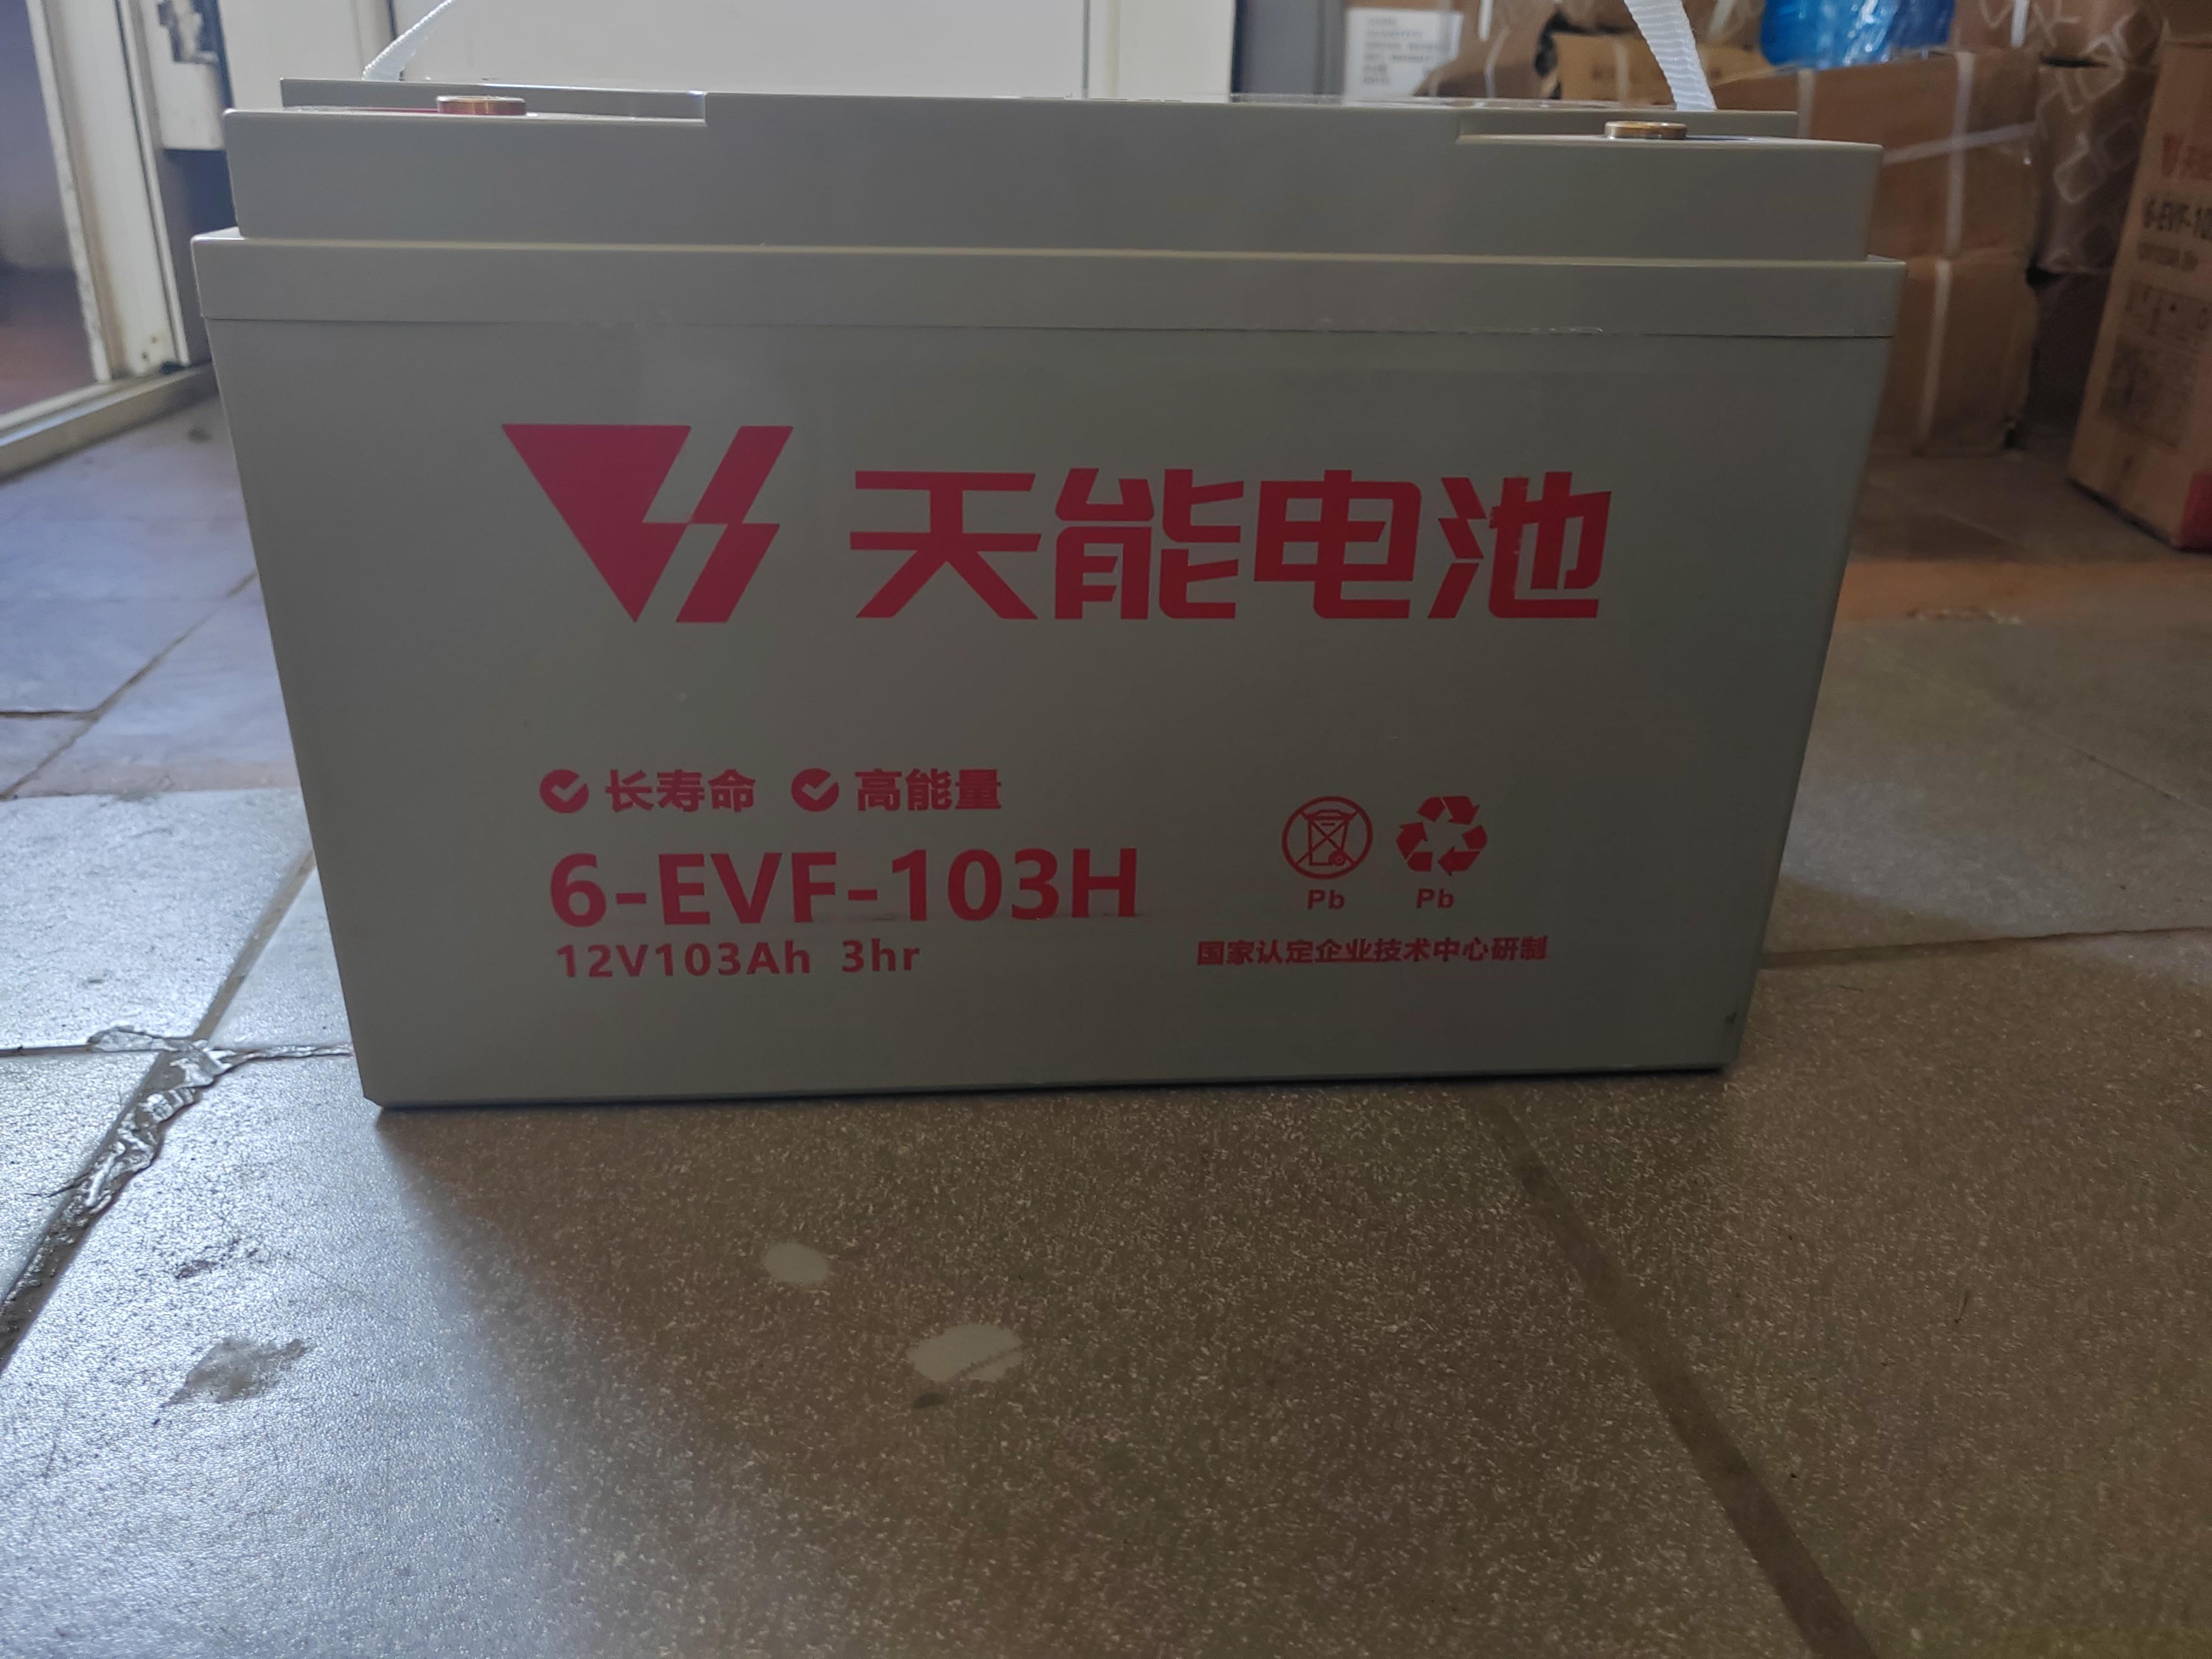 天能电池
长寿命 高能量
6-EVF-103H
12V103Ah 3hr
Pb Pb
国家认定企业技术中心研制